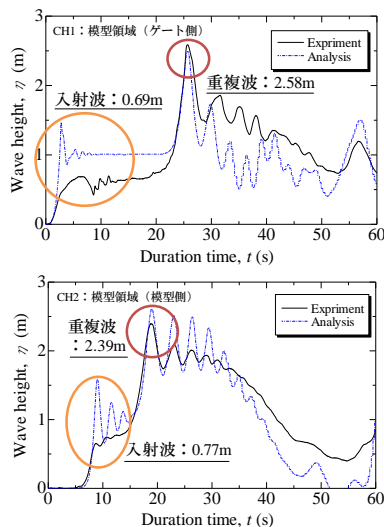 CH1：模型領域（ゲート側）
Expriment
Analysis
入射波：0.69m
重複波：2.58m
Wave height, η (m)
3
2
1
0
0 10 20 30 40 50 60
Duration time, t (s)
CH2：模型領域（模型側）
Expriment
Analysis
重複波
：2.39m
入射波：0.77m
Wave height, η (m)
3
2
1
0
0 10 20 30 40 50 60
Duration time, t (s)